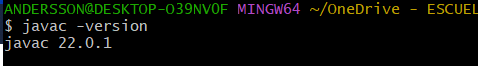 ANDERSSON@DESKTOP-O39NV0F MINGW64 ~/OneDrive - ESCUEL
$ javac -version
javac 22.0.1